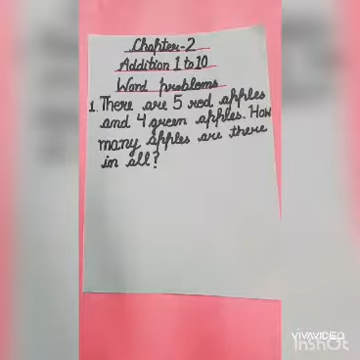 Chapter-2
Addition 1 to 10
Word problems
1. There are 5 red apples
and 4 green apples. How
many apples are there
in all?
VIVAVIDEO
InShOt